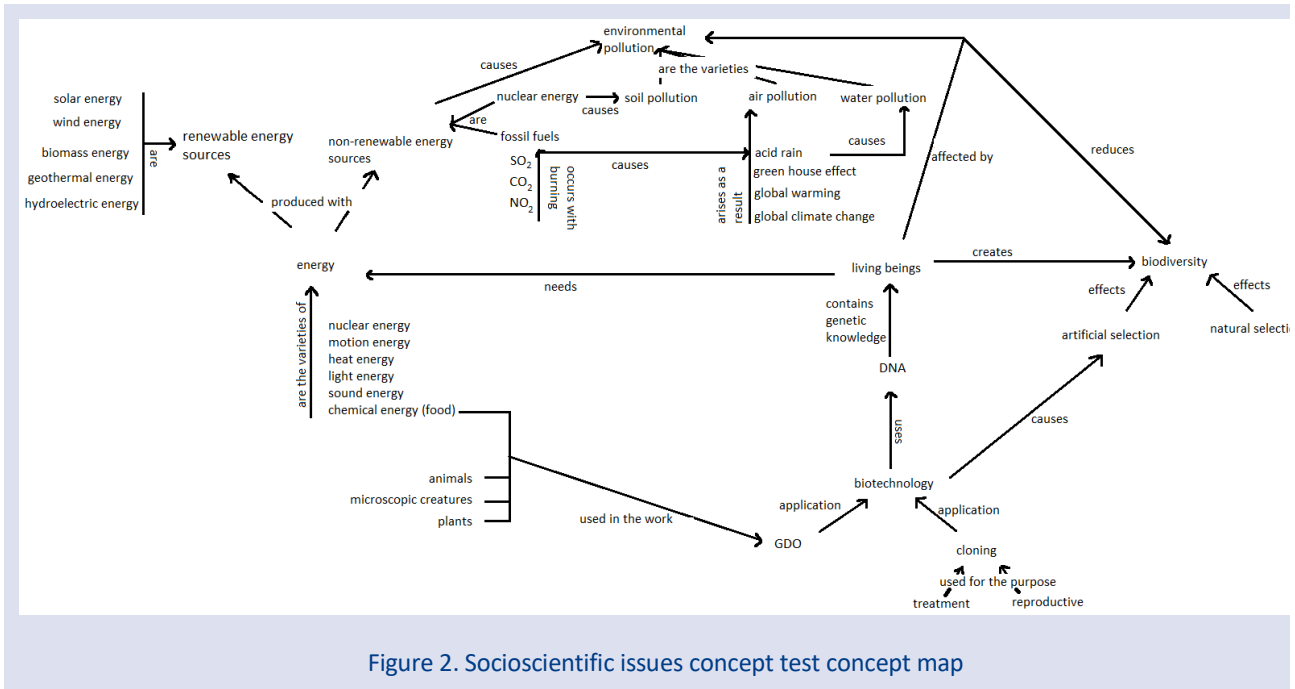 environmental
pollution
causes
are the varieties
solar energy
nuclear energy
causes
soil pollution
air pollution
water pollution
wind energy
are
renewable energy
sources
are
non-renewable energy
sources
fossil fuels
biomass energy
geothermal energy
hydroelectric energy
SO2
CO2
NO2
occurs with
burning
causes
acid rain
causes
green house effect
global warming
global climate change
arises as a
result
affected by
reduces
produced with
energy
needs
living beings
creates
biodiversity
contains
genetic
knowledge
effects
effects
artificial selection
natural selectio
are the varieties of
nuclear energy
motion energy
heat energy
light energy
sound energy
chemical energy (food)
DNA
uses
causes
animals
microscopic creatures
plants
used in the work
biotechnology
application
application
GDO
cloning
used for the purpose
treatment
reproductive
Figure 2. Socioscientific issues concept test concept map